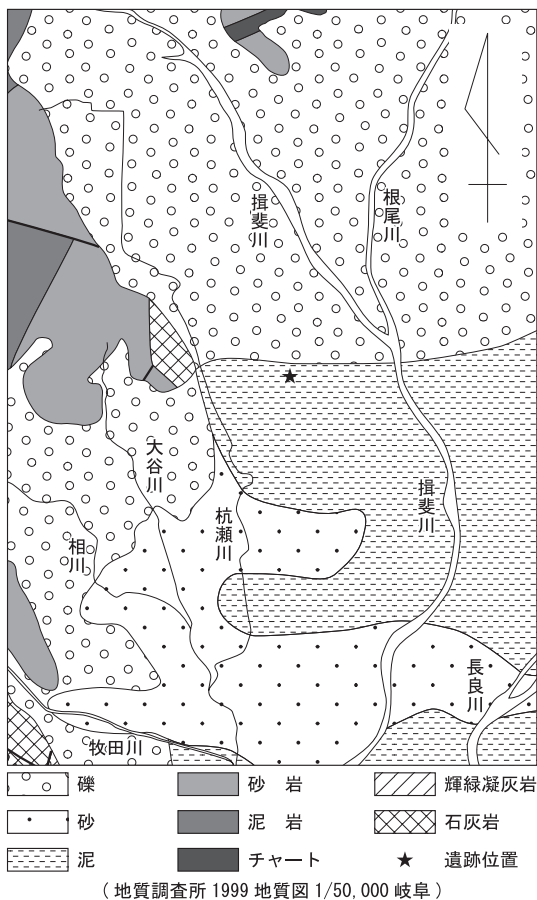 揖斐川
根尾川
大谷川
杭瀬川
揖斐川
相川
長良川
牧田川
礫
砂岩
輝緑凝灰岩
砂
泥岩
石灰岩
泥
チャート
★ 遺跡位置
(地質調査所 1999 地質図 1/50,000 岐阜)